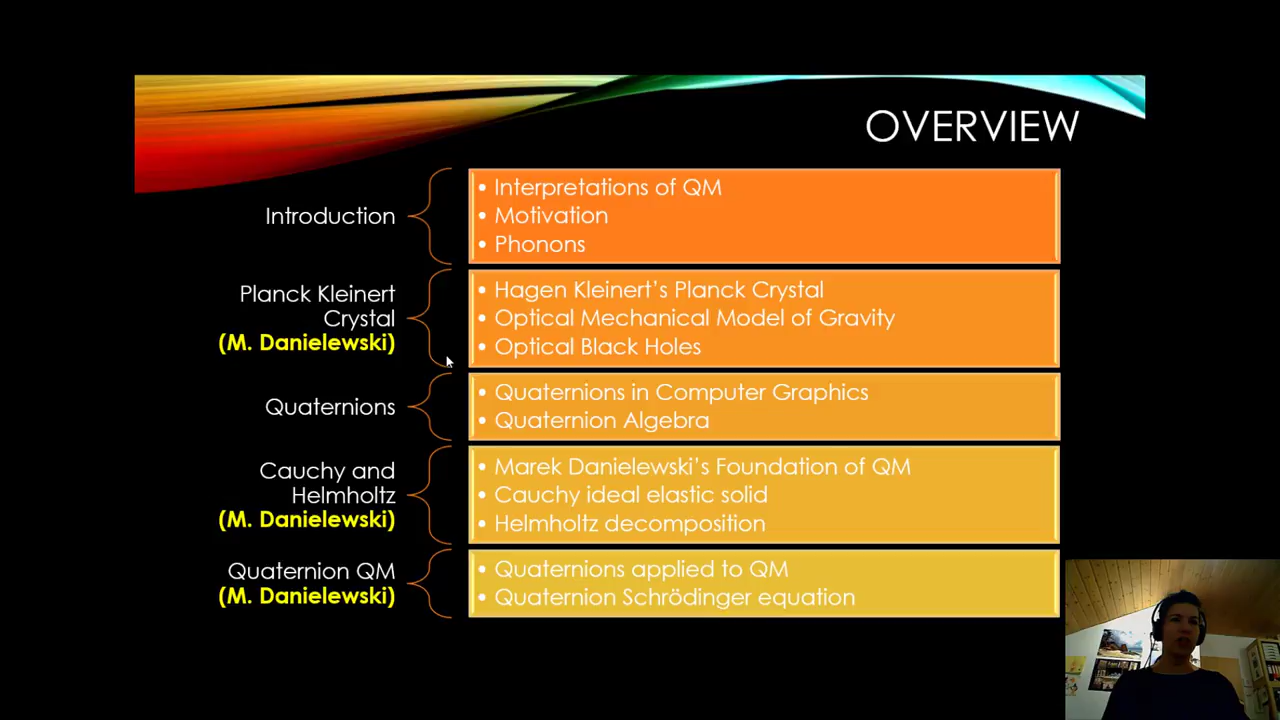 OVERVIEW
Introduction
• Interpretations of QM
• Motivation
• Phonons
Planck Kleinert
Crystal
(M. Danielewski)
• Hagen Kleinert's Planck Crystal
• Optical Mechanical Model of Gravity
• Optical Black Holes
Quaternions
• Quaternions in Computer Graphics
• Quaternion Algebra
Cauchy and
Helmholtz
(M. Danielewski)
• Marek Danielewski's Foundation of QM
• Cauchy ideal elastic solid
• Helmholtz decomposition
Quaternion QM
(M. Danielewski)
• Quaternions applied to QM
• Quaternion Schrödinger equation